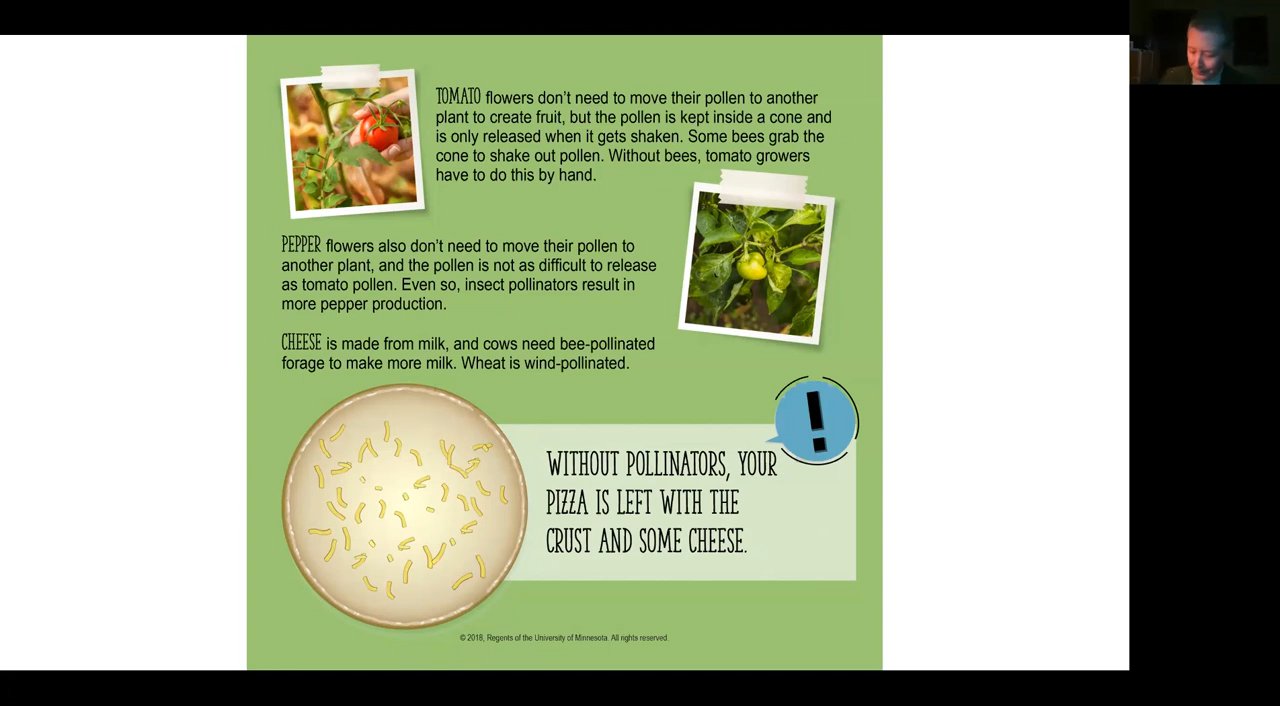 TOMATO flowers don't need to move their pollen to another
plant to create fruit, but the pollen is kept inside a cone and
is only released when it gets shaken. Some bees grab the
cone to shake out pollen. Without bees, tomato growers
have to do this by hand.
PEPPER flowers also don't need to move their pollen to
another plant, and the pollen is not as difficult to release
as tomato pollen. Even so, insect pollinators result in
more pepper production.
CHEESE is made from milk, and cows need bee-pollinated
forage to make more milk. Wheat is wind-pollinated.
!
WITHOUT POLLINATORS, YOUR
PIZZA IS LEFT WITH THE
CRUST AND SOME CHEESE.
© 2018, Regents of the University of Minnesota. All rights reserved.